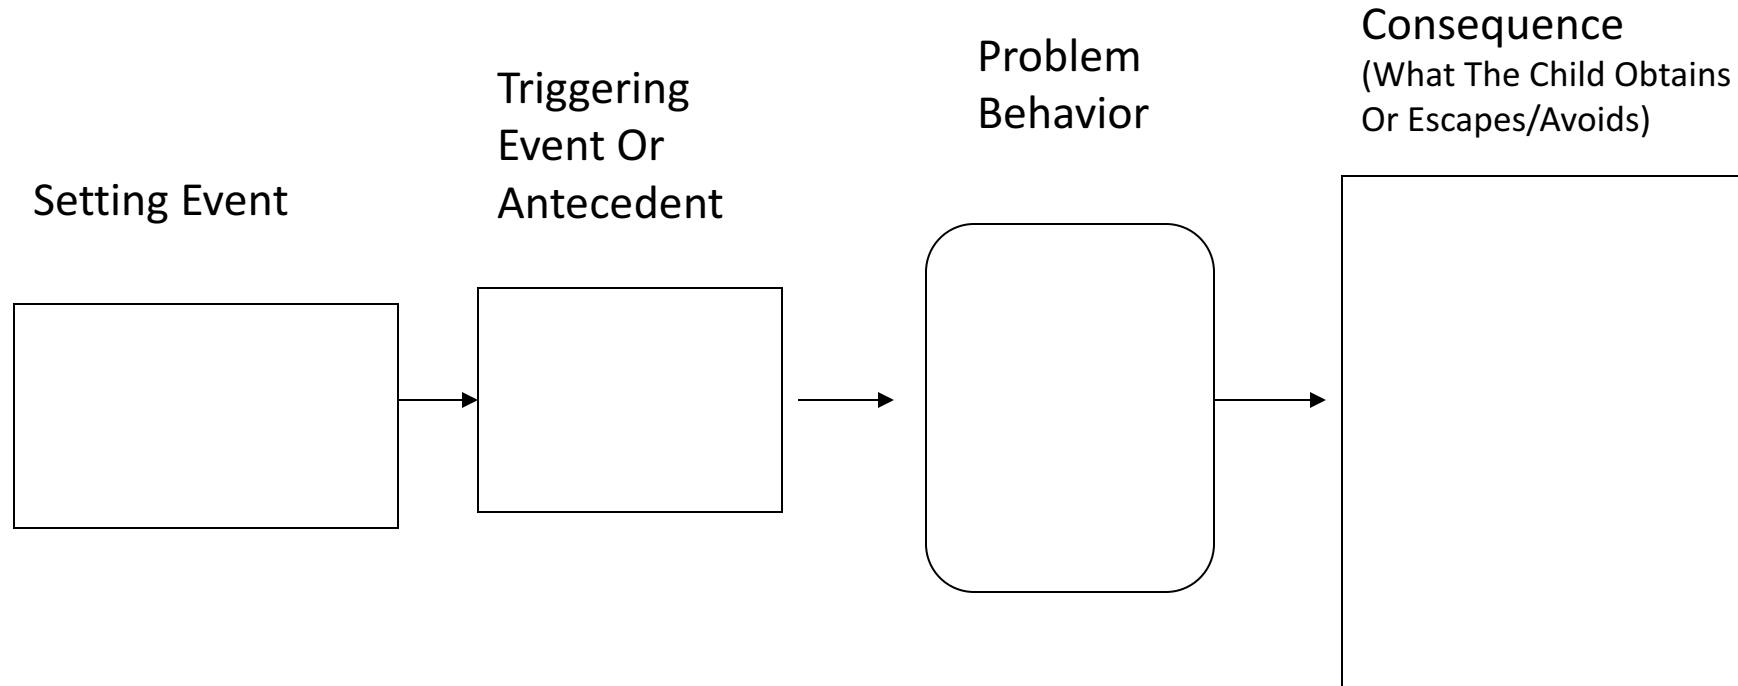 Setting Event
Triggering
Event Or
Antecedent
Problem
Behavior
Consequence
(What The Child Obtains
Or Escapes/Avoids)